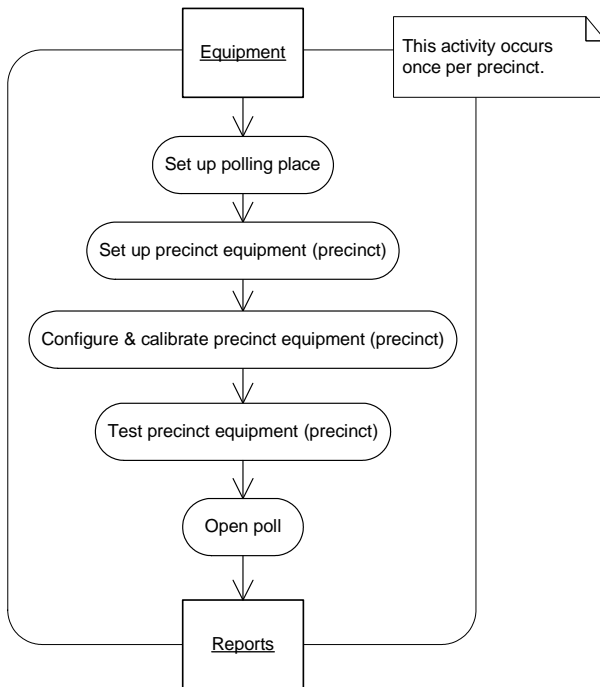 Equipment
This activity occurs
once per precinct.
Set up polling place
Set up precinct equipment (precinct)
Configure & calibrate precinct equipment (precinct)
Test precinct equipment (precinct)
Open poll
Reports